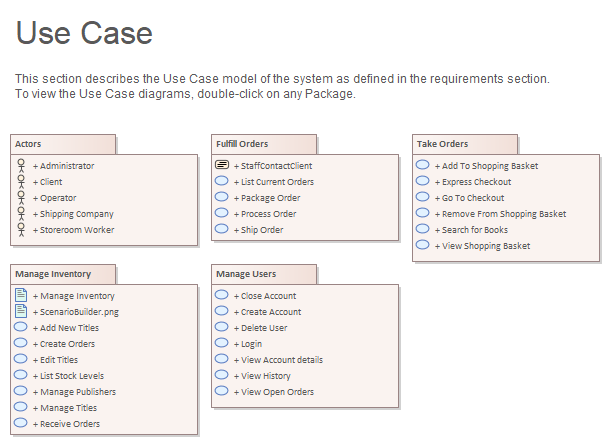 Use Case
This section describes the Use Case model of the system as defined in the requirements section.
To view the Use Case diagrams, double-click on any Package.
Actors
+ Administrator
+ Client
+ Operator
+ Shipping Company
+ Storeroom Worker
Fulfill Orders
+ StaffContactClient
+ List Current Orders
+ Package Order
+ Process Order
+ Ship Order
Take Orders
+ Add To Shopping Basket
+ Express Checkout
+ Go To Checkout
+ Remove From Shopping Basket
+ Search for Books
+ View Shopping Basket
Manage Inventory
+ Manage Inventory
+ ScenarioBuilder.png
+ Add New Titles
+ Create Orders
+ Edit Titles
+ List Stock Levels
+ Manage Publishers
+ Manage Titles
+ Receive Orders
Manage Users
+ Close Account
+ Create Account
+ Delete User
+ Login
+ View Account details
+ View History
+ View Open Orders